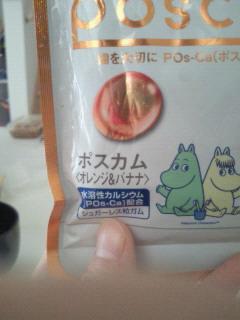 posc
歯を大切に POs-Ca(ポス
ポスカム
〈オレンジ&バナナ〉
水溶性カルシウム
[POs-Ca]配合
シュガーレス粒ガム